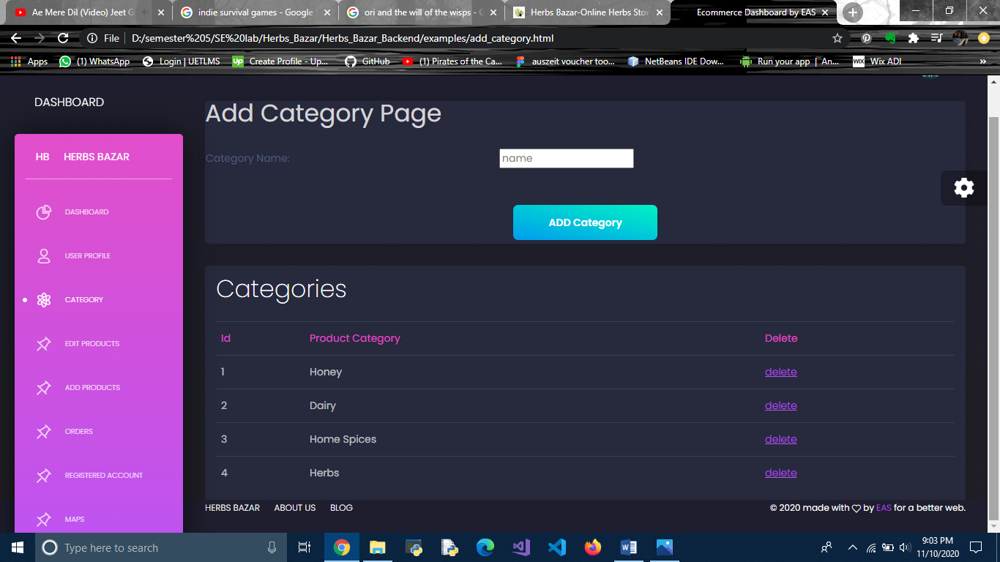 Ae Mere Dil (Video) Jeet G
indie survival games - Google
ori and the will of the wisps - G
Herbs Bazar-Online Herbs Stor
Ecommerce Dashboard by EAS
File D:/semester%205/SE%20lab/Herbs_Bazar/Herbs_Bazar_Backend/examples/add_category.html
Apps (1) WhatsApp Login | UETLMS Up Create Profile - Up... GitHub (1) Pirates of the Ca... auszeit voucher too... NetBeans IDE Dow... Run your app | An... WIX Wix ADI »
DASHBOARD
HB HERBS BAZAR
DASHBOARD
USER PROFILE
CATEGORY
EDIT PRODUCTS
ADD PRODUCTS
ORDERS
REGISTERED ACCOUNT
MAPS
Add Category Page
Category Name: name
ADD Category
Categories
Id Product Category Delete
1 Honey delete
2 Dairy delete
3 Home Spices delete
4 Herbs delete
HERBS BAZAR ABOUT US BLOG
© 2020 made with ♡ by EAS for a better web.
Type here to search
9:03 PM
11/10/2020